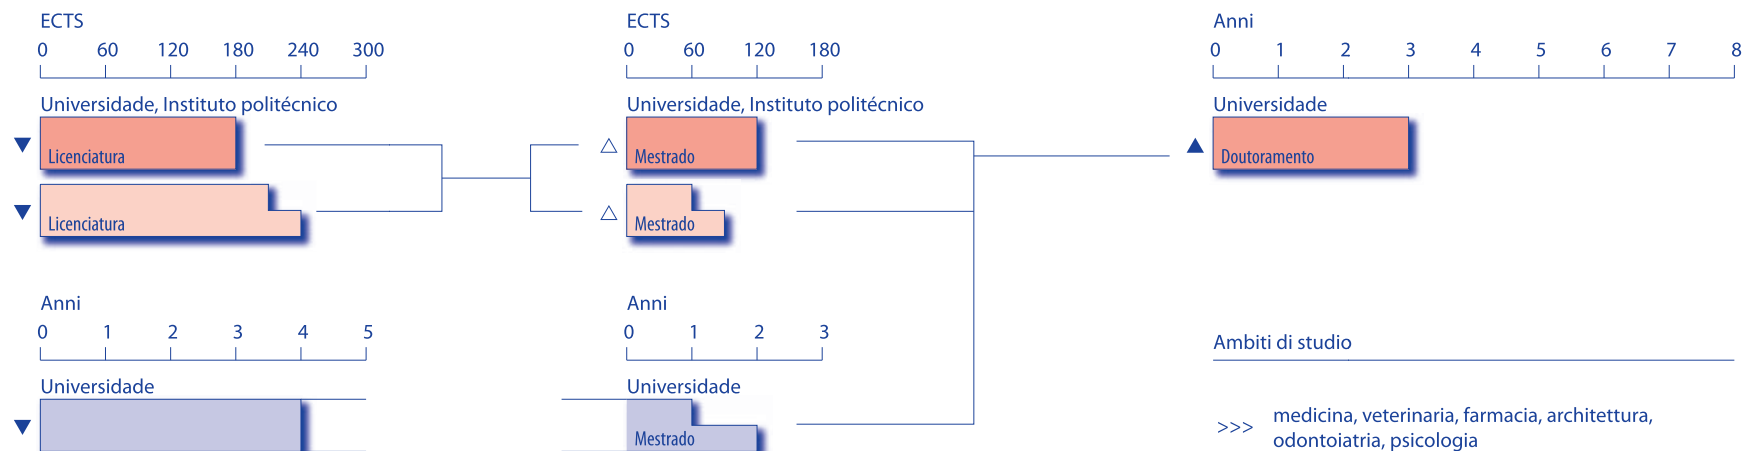 ECTS
0 60 120 180 240 300
Universidade, Instituto politécnico
Licenciatura
Licenciatura
ECTS
0 60 120 180
Universidade, Instituto politécnico
Mestrado
Mestrado
Anni
0 1 2 3 4 5 6 7 8
Universidade
Doutoramento
Anni
0 1 2 3 4 5
Universidade
Anni
0 1 2 3
Universidade
Mestrado
Ambiti di studio
>>> medicina, veterinaria, farmacia, architettura,
odontoiatria, psicologia